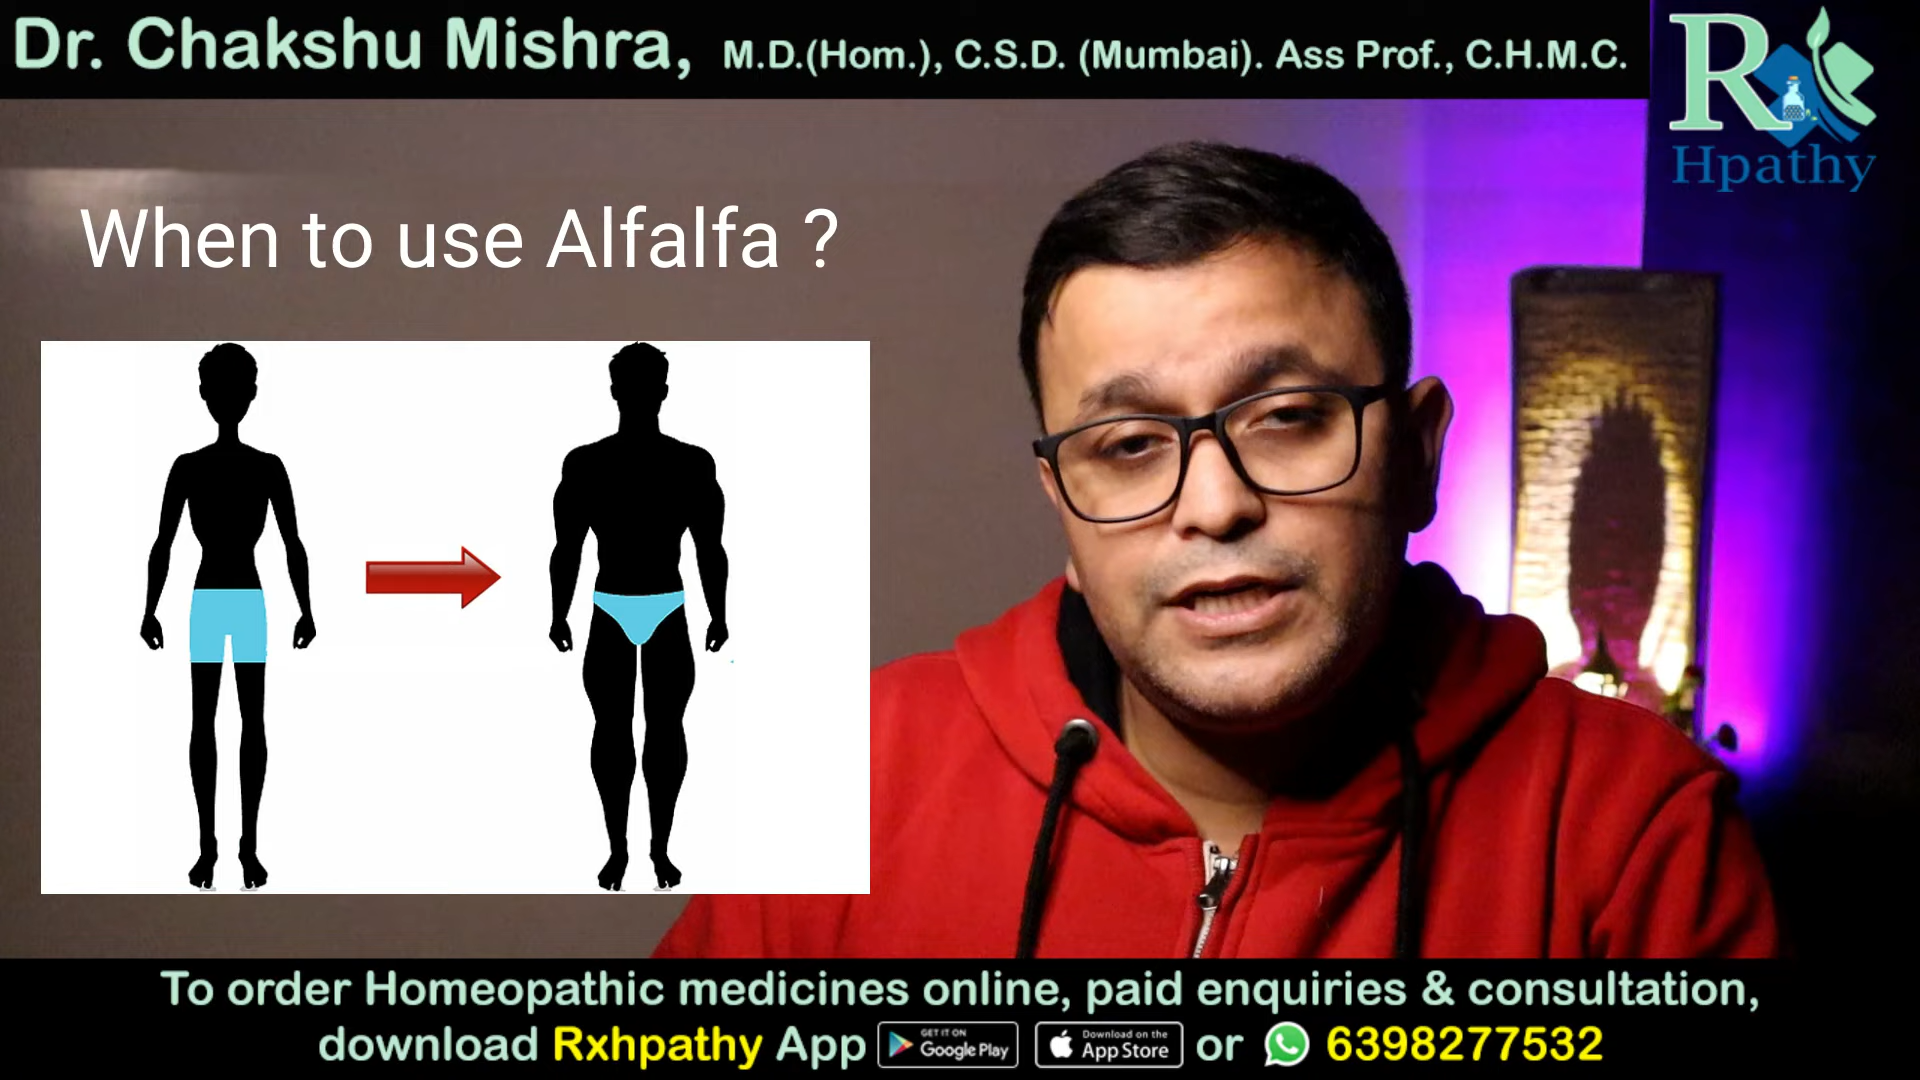 Dr. Chakshu Mishra, M.D.(Hom.), C.S.D. (Mumbai). Ass Prof., C.H.M.C.
Rx
Hpathy
When to use Alfalfa ?
To order Homeopathic medicines online, paid enquiries & consultation,
download Rxhpathy App GET IT ON Google Play Download on the App Store or 6398277532